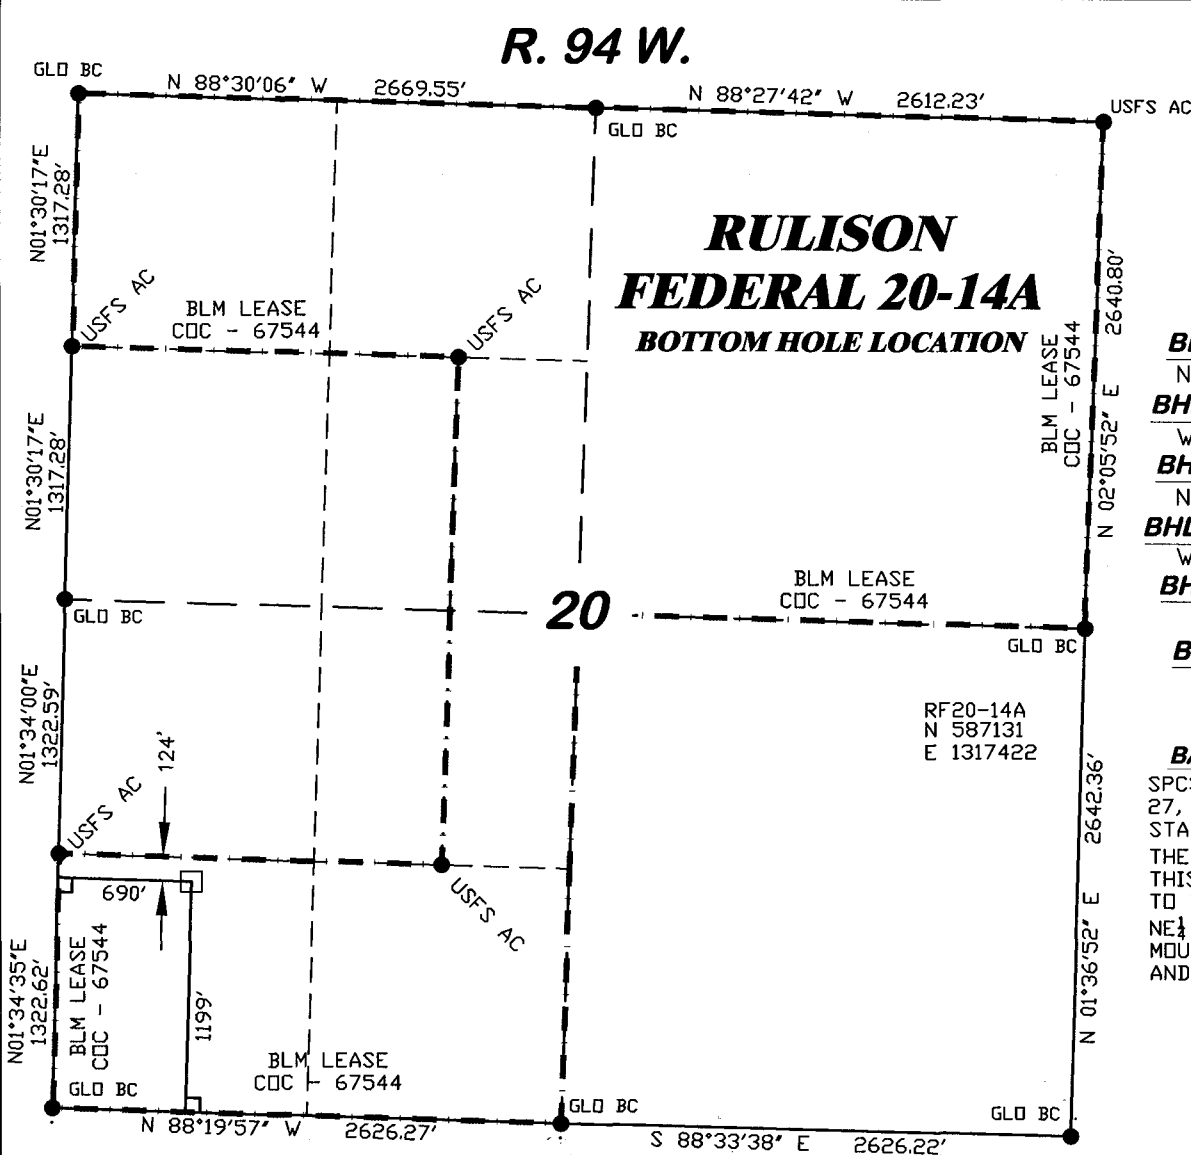 R. 94 W.
GLO BC
N 88°30'06" W 2669.55'
N 88°27'42" W 2612.23'
USFS AC
GLO BC
N01°30'17"E
1317.28'
RULISON
FEDERAL 20-14A
BOTTOM HOLE LOCATION
USFS AC
BLM LEASE
COC - 67544
USFS AC
BLM LEASE
COC - 67544
2640.80'
N 02°05'52" E
N01°30'17"E
1317.28'
BLM LEASE
COC - 67544
20
GLO BC
GLO BC
N01°34'00"E
1322.59'
124'
RF20-14A
N 587131
E 1317422
USFS AC
2642.36'
N 01°36'52" E
690'
USFS AC
N01°34'35"E
1322.62'
BLM LEASE
COC - 67544
1199'
BLM LEASE
COC - 67544
GLO BC
GLO BC
GLO BC
N 88°19'57" W 2626.27'
S 88°33'38" E 2626.22'
N
W
N
W
27,
THE
TO
NE¼
AND